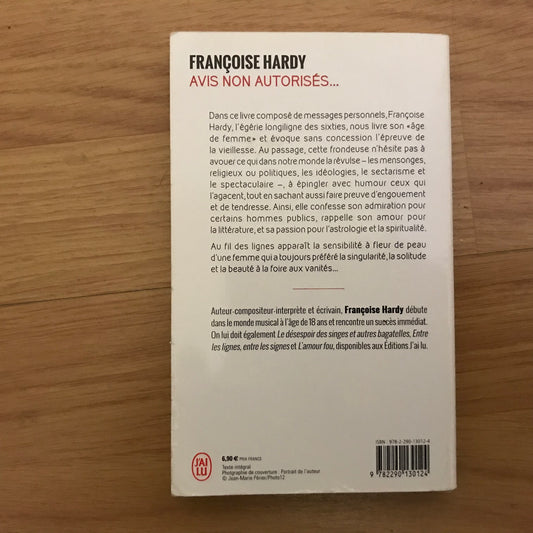 FRANÇOISE HARDY
AVIS NON AUTORISÉS...
Dans ce livre composé de messages personnels, Françoise
Hardy, l'égérie longiligne des sixties, nous livre son «âge
de femme» et évoque sans concession l'épreuve de
la vieillesse. Au passage, cette frondeuse n'hésite pas à
avouer ce qui dans notre monde la révulse – les mensonges,
religieux ou politiques, les idéologies, le sectarisme et
le spectaculaire –, à épingler avec humour ceux qui
l'agacent, tout en sachant aussi faire preuve d'engouement
et de tendresse. Ainsi, elle confesse son admiration pour
certains hommes publics, rappelle son amour pour
la littérature, et sa passion pour l'astrologie et la spiritualité.
Au fil des lignes apparaît la sensibilité à fleur de peau
d'une femme qui a toujours préféré la singularité, la solitude
et la beauté à la foire aux vanités...
Auteur-compositeur-interprète et écrivain, Françoise Hardy débute
dans le monde musical à l'âge de 18 ans et rencontre un succès immédiat.
On lui doit également Le désespoir des singes et autres bagatelles, Entre
les lignes, entre les signes et L'amour fou, disponibles aux Éditions J'ai lu.
J'AI
LU
6,90 € PRIX FRANCE
Texte intégral
Photographie de couverture : Portrait de l'auteur
© Jean-Marie Périer/Photo12
ISBN : 978-2-290-13012-4
9 782290 130124